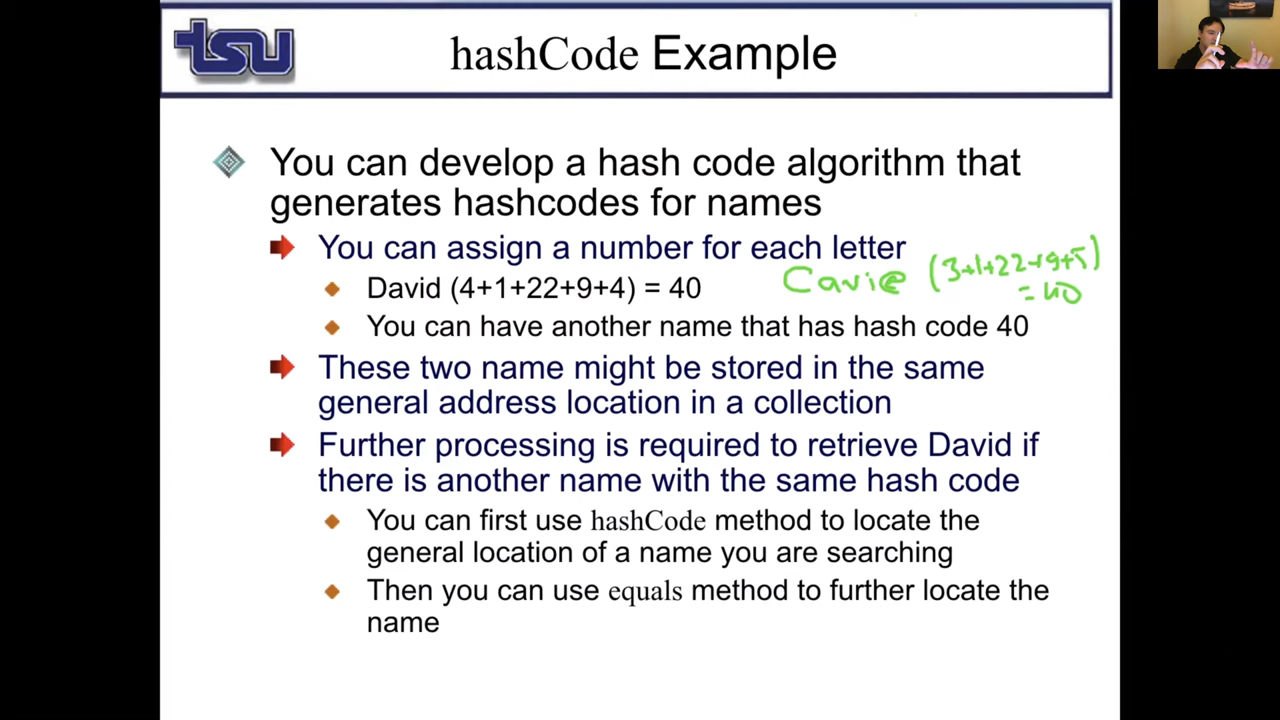 tsu
hashCode Example
You can develop a hash code algorithm that
generates hashcodes for names
You can assign a number for each letter
David (4+1+22+9+4) = 40
Cavie (3+1+22+9+5)
= 40
You can have another name that has hash code 40
These two name might be stored in the same
general address location in a collection
Further processing is required to retrieve David if
there is another name with the same hash code
You can first use hashCode method to locate the
general location of a name you are searching
Then you can use equals method to further locate the
name